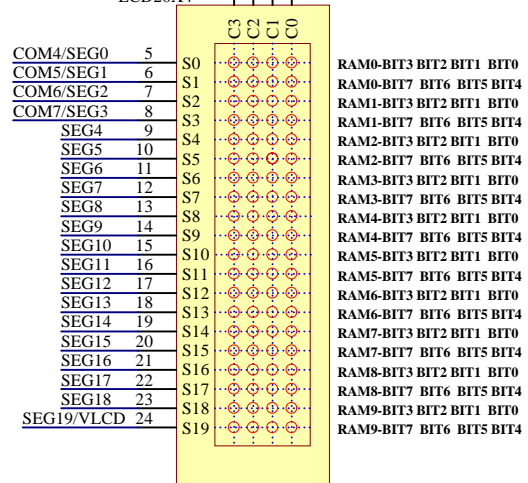 C3 C2 C1 C0
COM4/SEG0 5 S0 RAM0-BIT3 BIT2 BIT1 BIT0
COM5/SEG1 6 S1 RAM0-BIT7 BIT6 BIT5 BIT4
COM6/SEG2 7 S2 RAM1-BIT3 BIT2 BIT1 BIT0
COM7/SEG3 8 S3 RAM1-BIT7 BIT6 BIT5 BIT4
SEG4 9 S4 RAM2-BIT3 BIT2 BIT1 BIT0
SEG5 10 S5 RAM2-BIT7 BIT6 BIT5 BIT4
SEG6 11 S6 RAM3-BIT3 BIT2 BIT1 BIT0
SEG7 12 S7 RAM3-BIT7 BIT6 BIT5 BIT4
SEG8 13 S8 RAM4-BIT3 BIT2 BIT1 BIT0
SEG9 14 S9 RAM4-BIT7 BIT6 BIT5 BIT4
SEG10 15 S10 RAM5-BIT3 BIT2 BIT1 BIT0
SEG11 16 S11 RAM5-BIT7 BIT6 BIT5 BIT4
SEG12 17 S12 RAM6-BIT3 BIT2 BIT1 BIT0
SEG13 18 S13 RAM6-BIT7 BIT6 BIT5 BIT4
SEG14 19 S14 RAM7-BIT3 BIT2 BIT1 BIT0
SEG15 20 S15 RAM7-BIT7 BIT6 BIT5 BIT4
SEG16 21 S16 RAM8-BIT3 BIT2 BIT1 BIT0
SEG17 22 S17 RAM8-BIT7 BIT6 BIT5 BIT4
SEG18 23 S18 RAM9-BIT3 BIT2 BIT1 BIT0
SEG19/VLCD 24 S19 RAM9-BIT7 BIT6 BIT5 BIT4